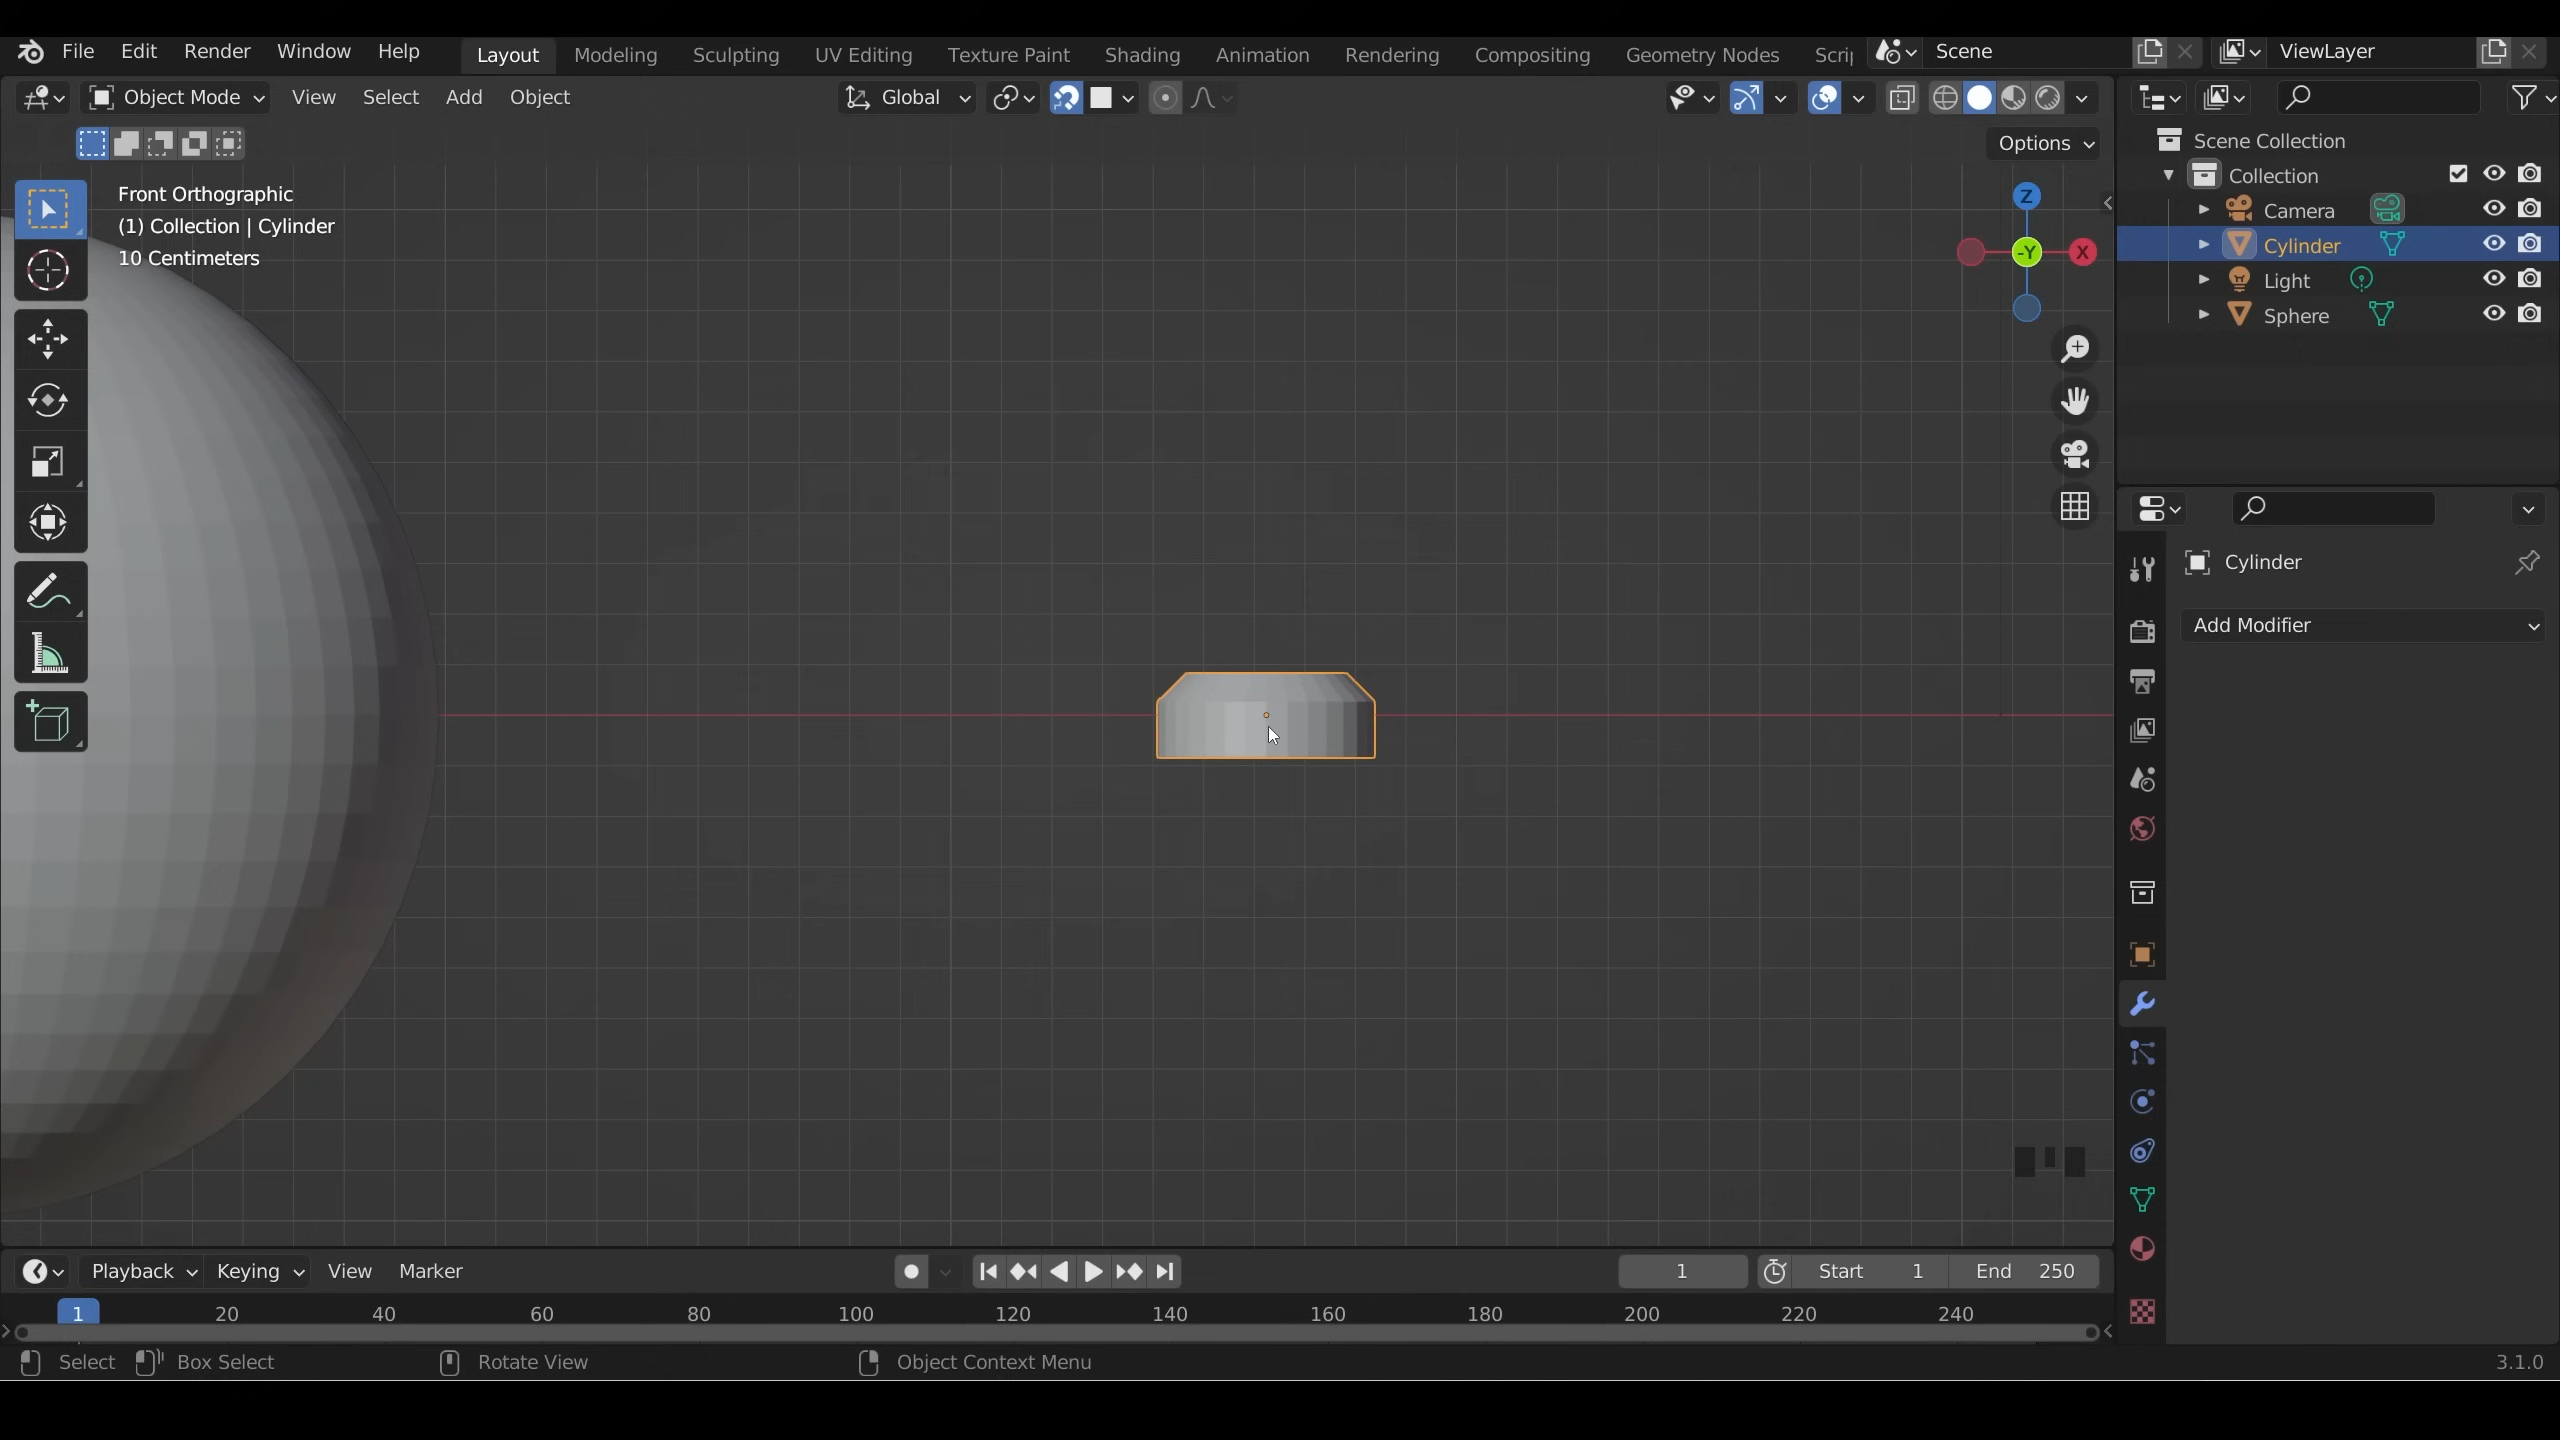 File Edit Render Window Help Layout Modeling Sculpting UV Editing Texture Paint Shading Animation Rendering Compositing Geometry Nodes Scrip Scene ViewLayer
Object Mode View Select Add Object Global
Options
Front Orthographic
(1) Collection | Cylinder
10 Centimeters
Z
-Y
X
Scene Collection
Collection
Camera
Cylinder
Light
Sphere
Cylinder
Add Modifier
Playback Keying View Marker 1 Start 1 End 250
1 20 40 60 80 100 120 140 160 180 200 220 240
Select Box Select Rotate View Object Context Menu 3.1.0